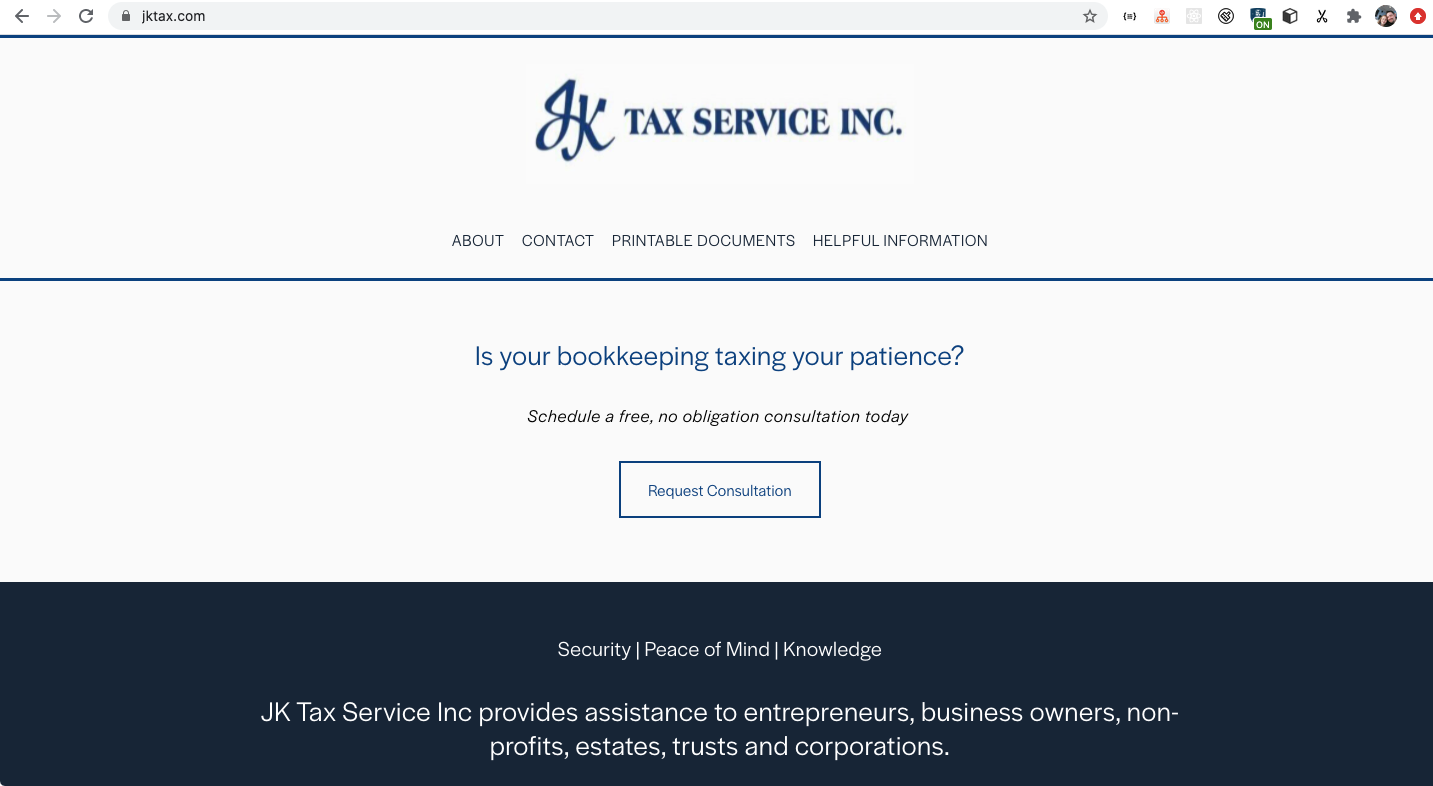 jktax.com
ON
JK TAX SERVICE INC.
ABOUT CONTACT PRINTABLE DOCUMENTS HELPFUL INFORMATION
Is your bookkeeping taxing your patience?
Schedule a free, no obligation consultation today
Request Consultation
Security | Peace of Mind | Knowledge
JK Tax Service Inc provides assistance to entrepreneurs, business owners, non-
profits, estates, trusts and corporations.